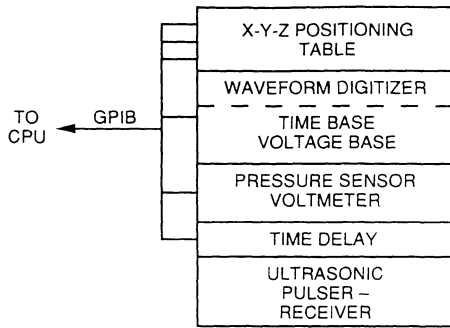 X-Y-Z POSITIONING
TABLE
WAVEFORM DIGITIZER
TO
CPU
GPIB
TIME BASE
VOLTAGE BASE
PRESSURE SENSOR
VOLTMETER
TIME DELAY
ULTRASONIC
PULSER –
RECEIVER